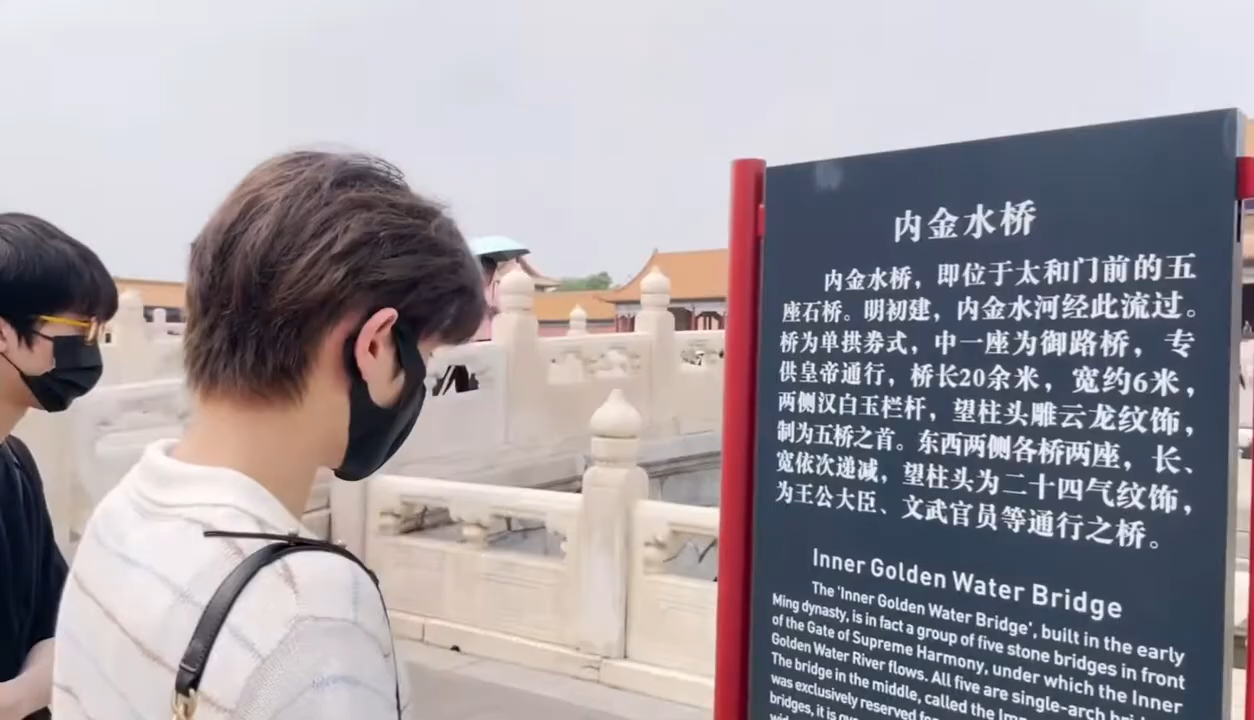 内金水桥
内金水桥，即位于太和门前的五
座石桥。明初建，内金水河经此流过。
桥为单拱券式，中一座为御路桥，专
供皇帝通行，桥长20余米，宽约6米，
两侧汉白玉栏杆，望柱头雕云龙纹饰，
制为五桥之首。东西两侧各桥两座，长、
宽依次递减，望柱头为二十四气纹饰，
为王公大臣、文武官员等通行之桥。
Inner Golden Water Bridge
The 'Inner Golden Water Bridge', built in the early
Ming dynasty, is in fact a group of five stone bridges in front
of the Gate of Supreme Harmony, under which the Inner
Golden Water River flows. All five are single-arch
The bridge in the middle, called the
was exclusively reserved
bridges, it is